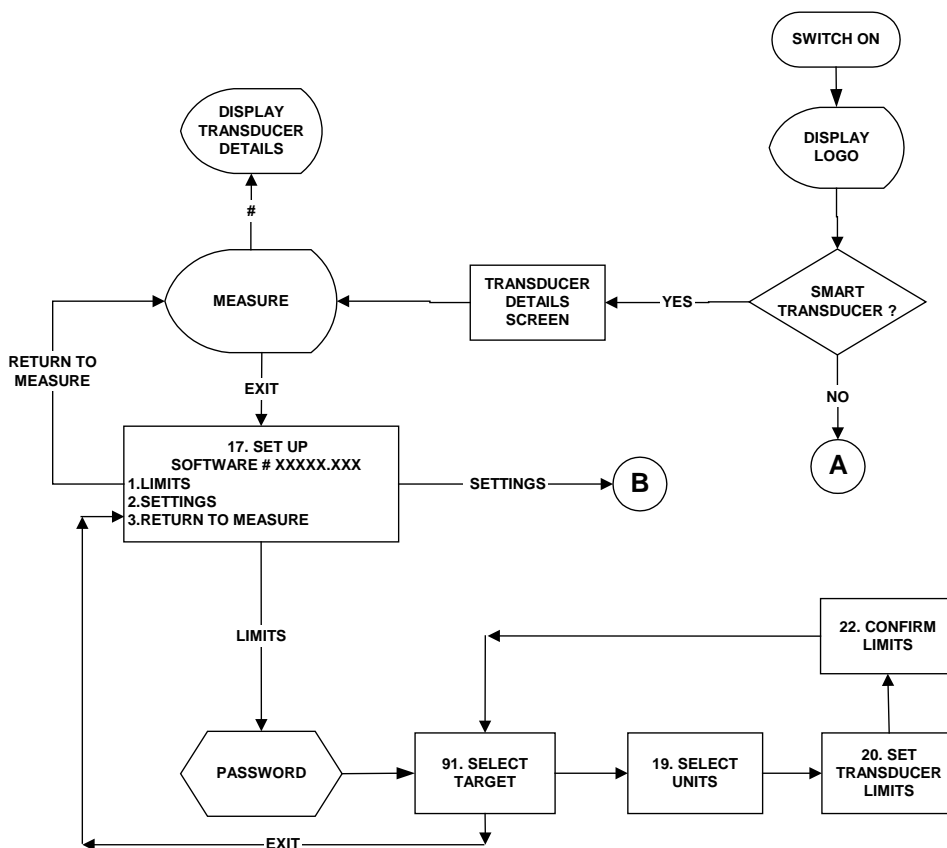 SWITCH ON
DISPLAY
TRANSDUCER
DETAILS
DISPLAY
LOGO
#
MEASURE
TRANSDUCER
DETAILS
SCREEN
YES
SMART
TRANSDUCER ?
RETURN TO
MEASURE
EXIT
NO
17. SET UP
SOFTWARE # XXXXX.XXX
1.LIMITS
2.SETTINGS
3.RETURN TO MEASURE
SETTINGS
B
A
LIMITS
22. CONFIRM
LIMITS
PASSWORD
91. SELECT
TARGET
19. SELECT
UNITS
20. SET
TRANSDUCER
LIMITS
EXIT